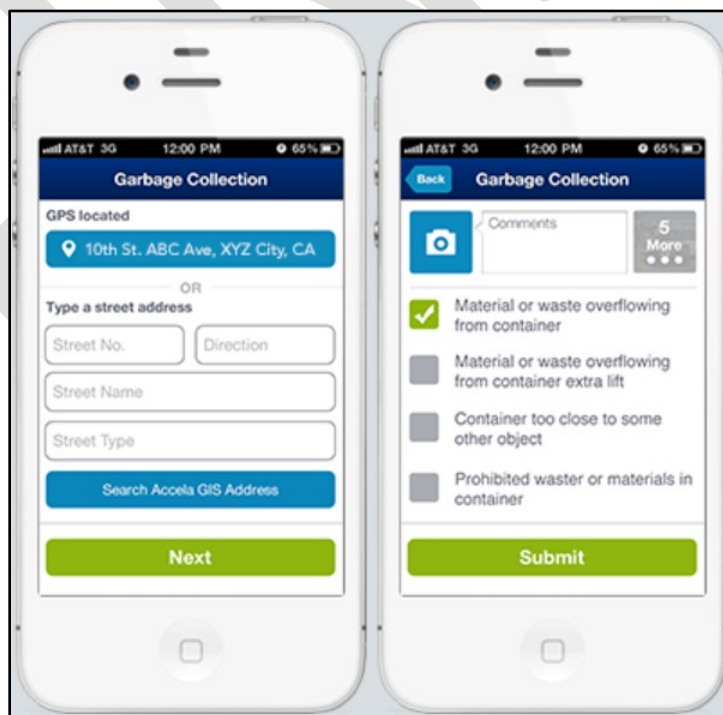 AT&T 3G 12:00 PM 65%
Garbage Collection
GPS located
10th St. ABC Ave, XYZ City, CA
OR
Type a street address
Street No. Direction
Street Name
Street Type
Search Accela GIS Address
Next
AT&T 3G 12:00 PM 65%
Back Garbage Collection
Comments
5
More
Material or waste overflowing
from container
Material or waste overflowing
from container extra lift
Container too close to some
other object
Prohibited waster or materials in
container
Submit